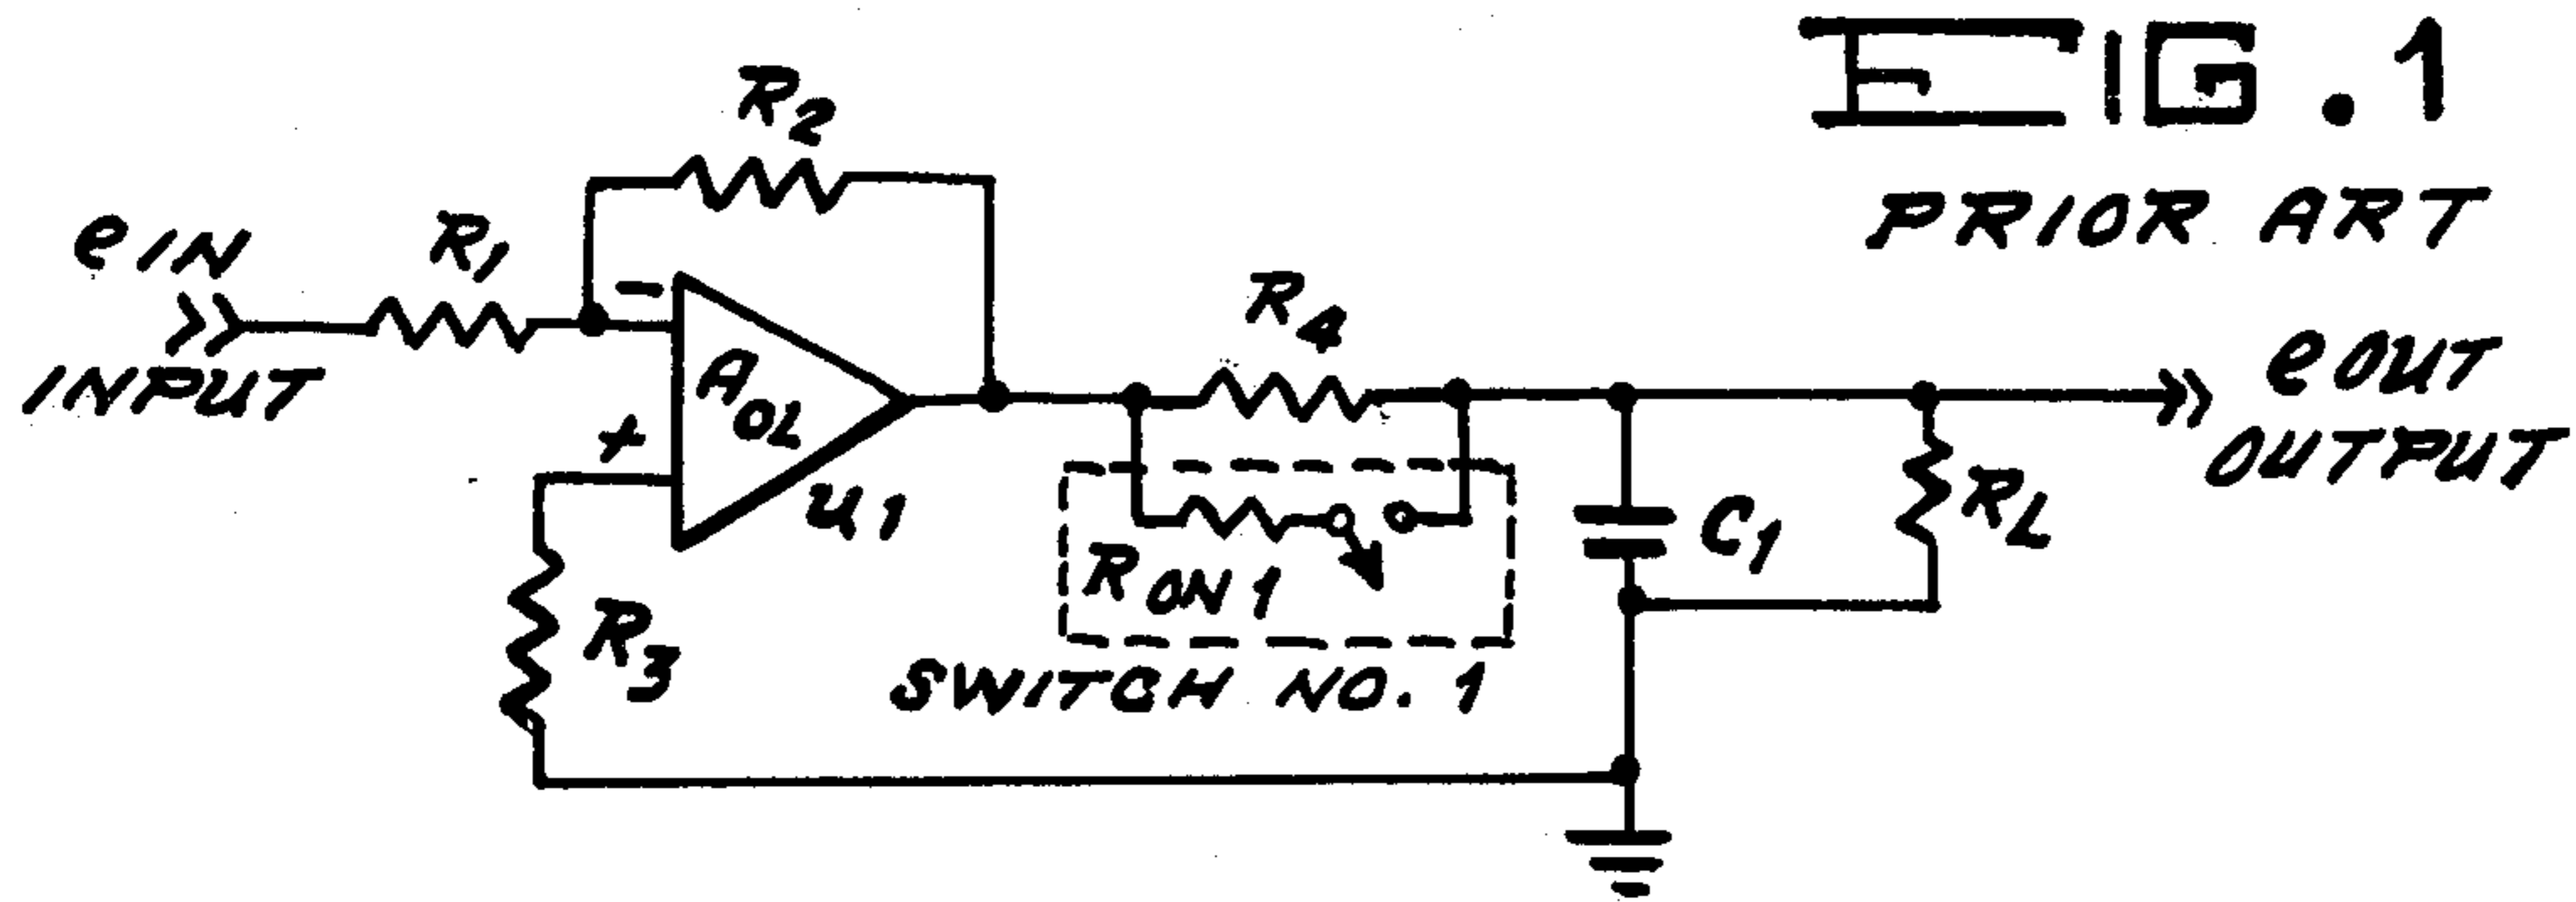 FIG. 1
PRIOR ART
R2
eIN
R1
INPUT
-
AOL
+
U1
R3
R4
RON1
SWITCH NO. 1
C1
RL
eOUT
OUTPUT